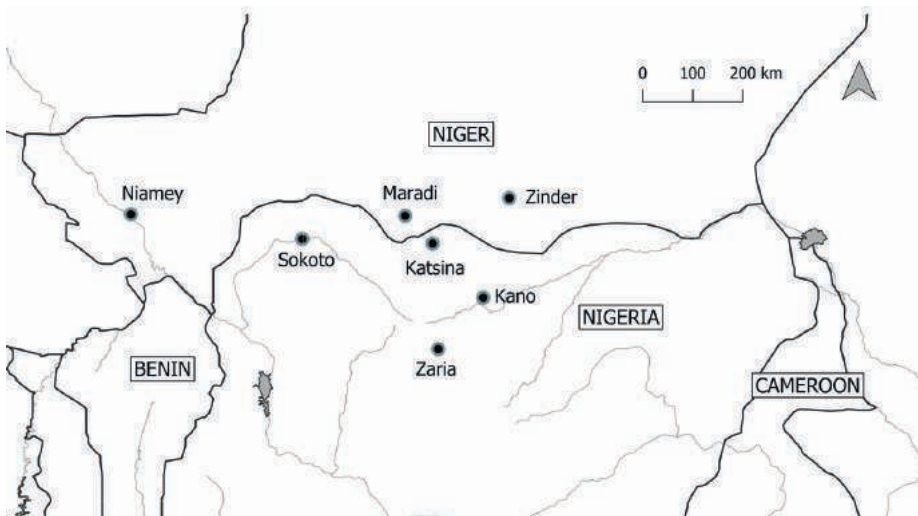 0 100 200 km
NIGER
Niamey
Maradi
Zinder
Sokoto
Katsina
Kano
NIGERIA
Zaria
BENIN
CAMEROON